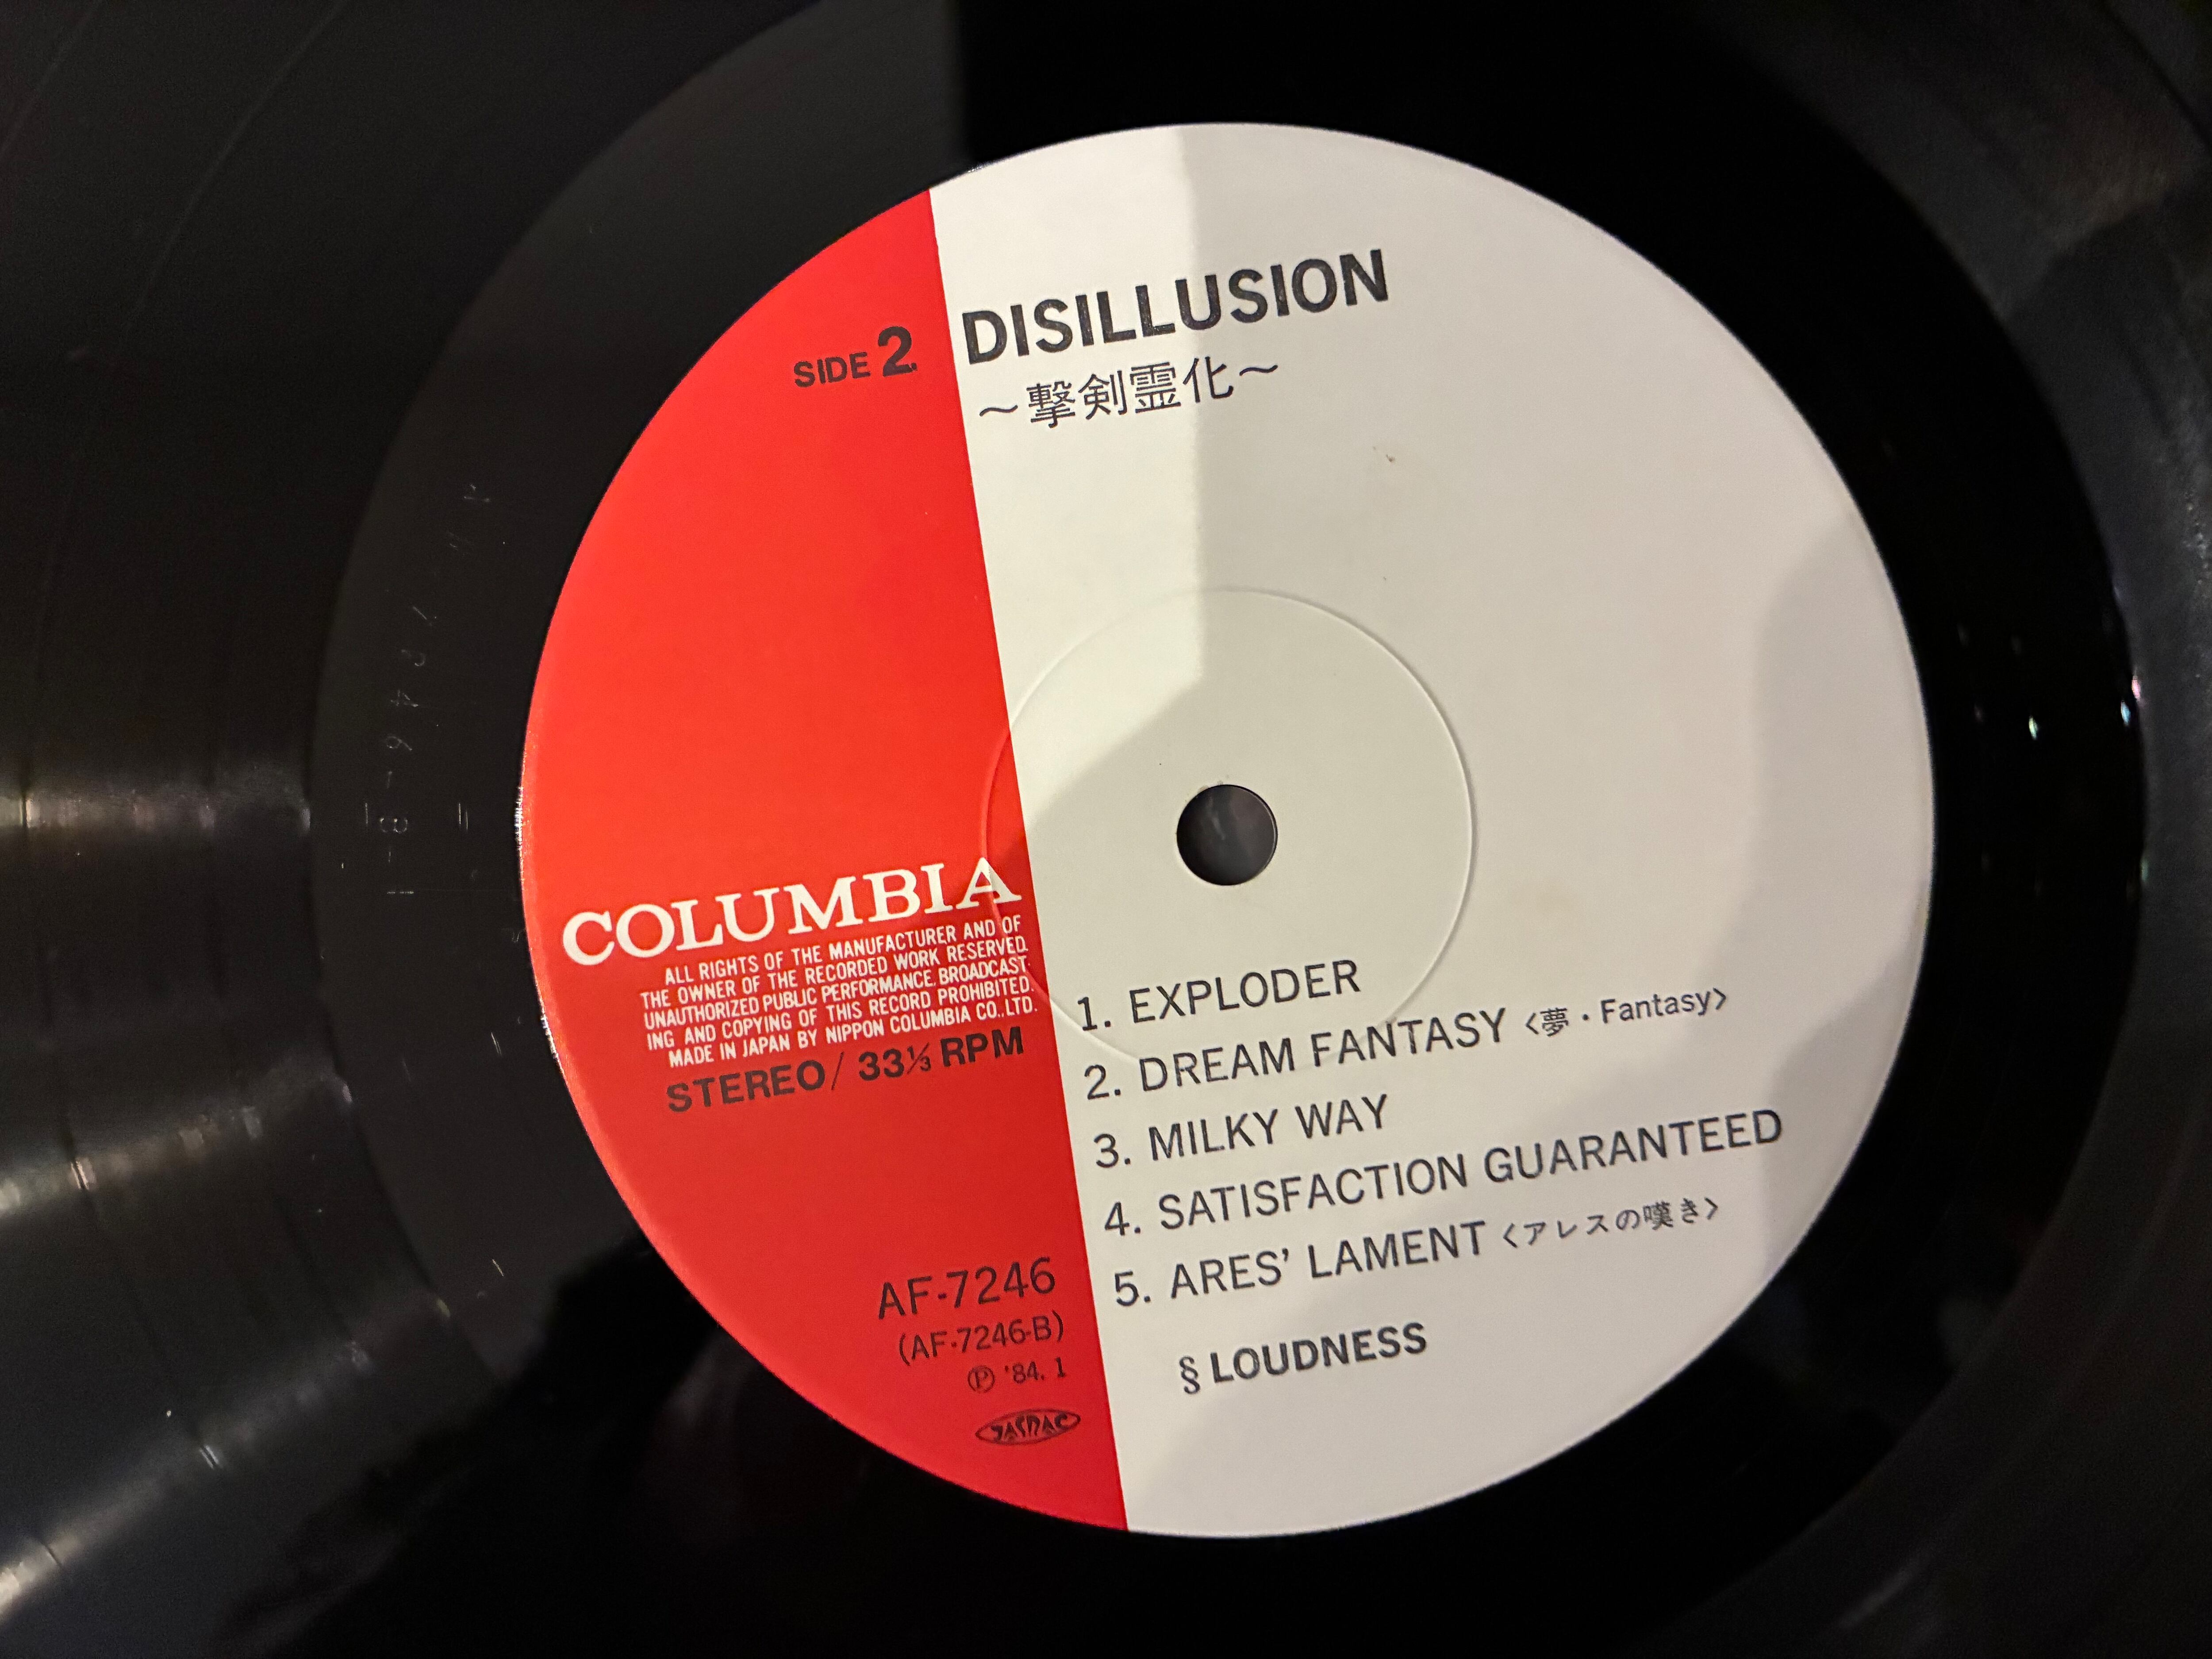 SIDE 2
DISILLUSION
〜撃剣霊化〜
COLUMBIA
ALL RIGHTS OF THE MANUFACTURER AND OF
THE OWNER OF THE RECORDED WORK RESERVED.
UNAUTHORIZED PUBLIC PERFORMANCE, BROADCAST-
ING AND COPYING OF THIS RECORD PROHIBITED.
MADE IN JAPAN BY NIPPON COLUMBIA CO., LTD.
STEREO/ 33⅓ RPM
AF-7246
(AF-7246-B)
Ⓟ '84. 1
JASRAC
1. EXPLODER
2. DREAM FANTASY〈夢・Fantasy〉
3. MILKY WAY
4. SATISFACTION GUARANTEED
5. ARES' LAMENT〈アレスの嘆き〉
§ LOUDNESS